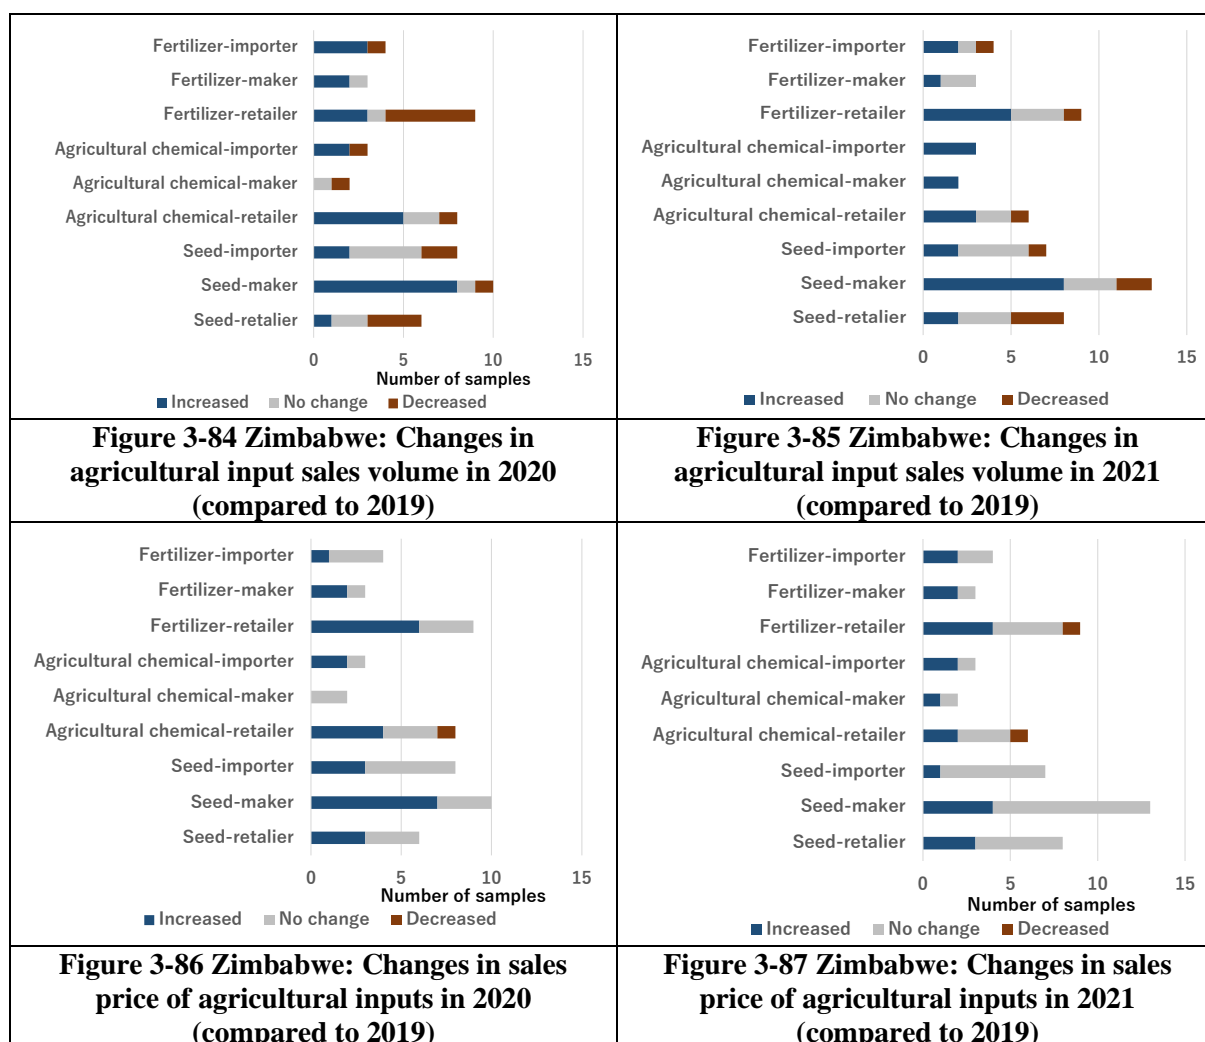 Fertilizer-importer
Fertilizer-maker
Fertilizer-retailer
Agricultural chemical-importer
Agricultural chemical-maker
Agricultural chemical-retailer
Seed-importer
Seed-maker
Seed-retalier
0 5 10 15
Number of samples
Increased No change Decreased
Figure 3-84 Zimbabwe: Changes in
agricultural input sales volume in 2020
(compared to 2019)
Fertilizer-importer
Fertilizer-maker
Fertilizer-retailer
Agricultural chemical-importer
Agricultural chemical-maker
Agricultural chemical-retailer
Seed-importer
Seed-maker
Seed-retalier
0 5 10 15
Number of samples
Increased No change Decreased
Figure 3-85 Zimbabwe: Changes in
agricultural input sales volume in 2021
(compared to 2019)
Fertilizer-importer
Fertilizer-maker
Fertilizer-retailer
Agricultural chemical-importer
Agricultural chemical-maker
Agricultural chemical-retailer
Seed-importer
Seed-maker
Seed-retalier
0 5 10 15
Number of samples
Increased No change Decreased
Figure 3-86 Zimbabwe: Changes in sales
price of agricultural inputs in 2020
(compared to 2019)
Fertilizer-importer
Fertilizer-maker
Fertilizer-retailer
Agricultural chemical-importer
Agricultural chemical-maker
Agricultural chemical-retailer
Seed-importer
Seed-maker
Seed-retalier
0 5 10 15
Number of samples
Increased No change Decreased
Figure 3-87 Zimbabwe: Changes in sales
price of agricultural inputs in 2021
(compared to 2019)